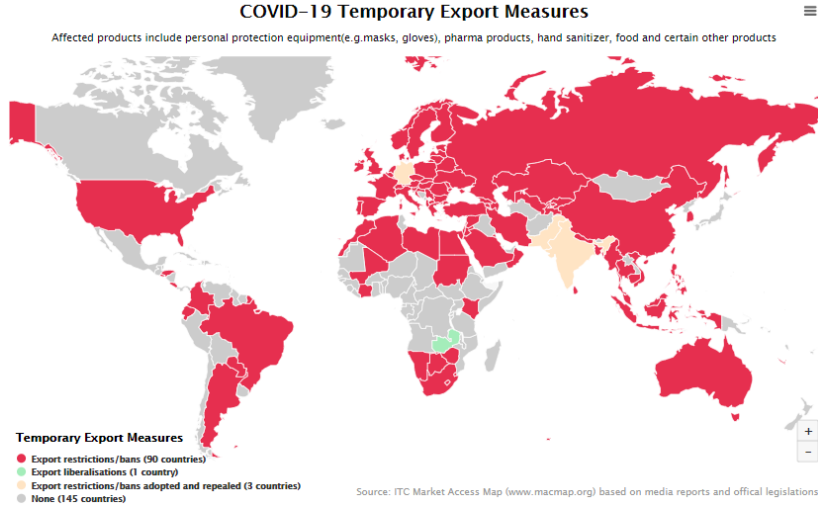 COVID-19 Temporary Export Measures
Affected products include personal protection equipment(e.g.masks, gloves), pharma products, hand sanitizer, food and certain other products
+
−
Temporary Export Measures
Export restrictions/bans (90 countries)
Export liberalisations (1 country)
Export restrictions/bans adopted and repealed (3 countries)
None (145 countries)
Source: ITC Market Access Map (www.macmap.org) based on media reports and offical legislations